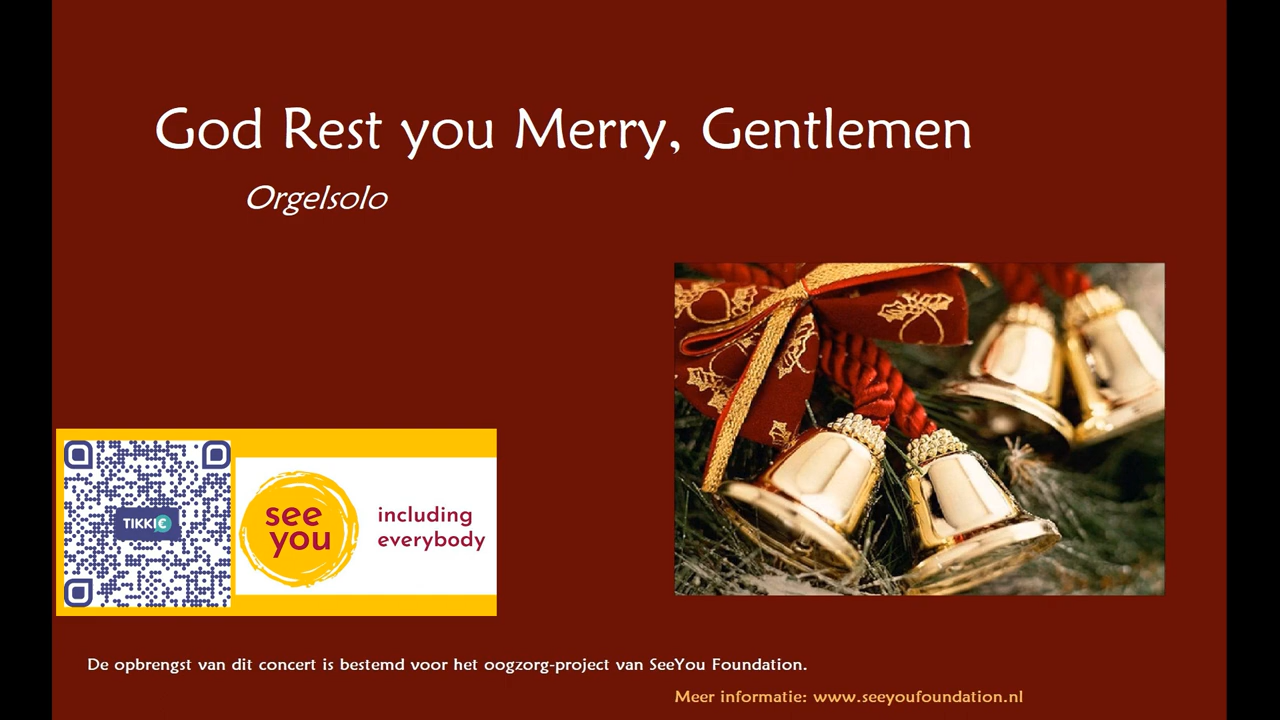 God Rest you Merry, Gentlemen
Orgelsolo
TIKKIE
see
you
including
everybody
De opbrengst van dit concert is bestemd voor het oogzorg-project van SeeYou Foundation.
Meer informatie: www.seeyoufoundation.nl